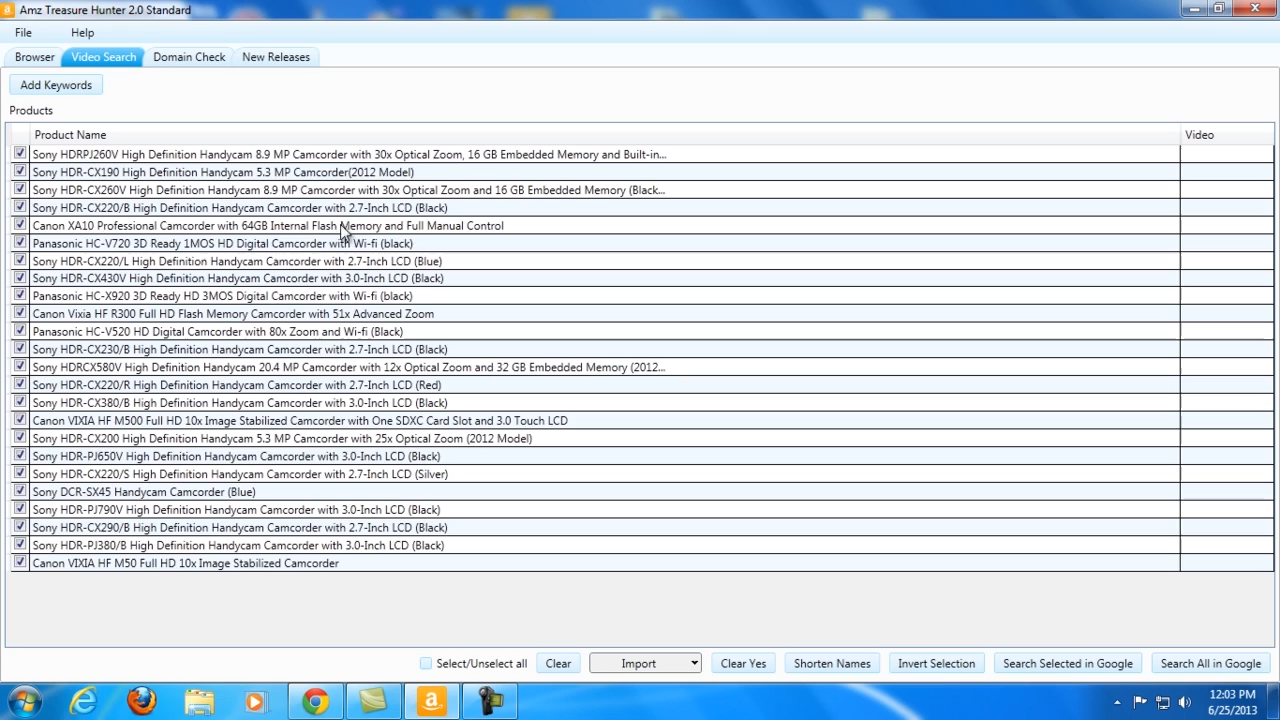 Amz Treasure Hunter 2.0 Standard
File Help
Browser Video Search Domain Check New Releases
Add Keywords
Products
Product Name Video
Sony HDRPJ260V High Definition Handycam 8.9 MP Camcorder with 30x Optical Zoom, 16 GB Embedded Memory and Built-in...
Sony HDR-CX190 High Definition Handycam 5.3 MP Camcorder(2012 Model)
Sony HDR-CX260V High Definition Handycam 8.9 MP Camcorder with 30x Optical Zoom and 16 GB Embedded Memory (Black...
Sony HDR-CX220/B High Definition Handycam Camcorder with 2.7-Inch LCD (Black)
Canon XA10 Professional Camcorder with 64GB Internal Flash Memory and Full Manual Control
Panasonic HC-V720 3D Ready 1MOS HD Digital Camcorder with Wi-fi (black)
Sony HDR-CX220/L High Definition Handycam Camcorder with 2.7-Inch LCD (Blue)
Sony HDR-CX430V High Definition Handycam Camcorder with 3.0-Inch LCD (Black)
Panasonic HC-X920 3D Ready HD 3MOS Digital Camcorder with Wi-fi (black)
Canon Vixia HF R300 Full HD Flash Memory Camcorder with 51x Advanced Zoom
Panasonic HC-V520 HD Digital Camcorder with 80x Zoom and Wi-fi (Black)
Sony HDR-CX230/B High Definition Handycam Camcorder with 2.7-Inch LCD (Black)
Sony HDRCX580V High Definition Handycam 20.4 MP Camcorder with 12x Optical Zoom and 32 GB Embedded Memory (2012...
Sony HDR-CX220/R High Definition Handycam Camcorder with 2.7-Inch LCD (Red)
Sony HDR-CX380/B High Definition Handycam Camcorder with 3.0-Inch LCD (Black)
Canon VIXIA HF M500 Full HD 10x Image Stabilized Camcorder with One SDXC Card Slot and 3.0 Touch LCD
Sony HDR-CX200 High Definition Handycam 5.3 MP Camcorder with 25x Optical Zoom (2012 Model)
Sony HDR-PJ650V High Definition Handycam Camcorder with 3.0-Inch LCD (Black)
Sony HDR-CX220/S High Definition Handycam Camcorder with 2.7-Inch LCD (Silver)
Sony DCR-SX45 Handycam Camcorder (Blue)
Sony HDR-PJ790V High Definition Handycam Camcorder with 3.0-Inch LCD (Black)
Sony HDR-CX290/B High Definition Handycam Camcorder with 2.7-Inch LCD (Black)
Sony HDR-PJ380/B High Definition Handycam Camcorder with 3.0-Inch LCD (Black)
Canon VIXIA HF M50 Full HD 10x Image Stabilized Camcorder
Select/Unselect all Clear Import Clear Yes Shorten Names Invert Selection Search Selected in Google Search All in Google
12:03 PM
6/25/2013